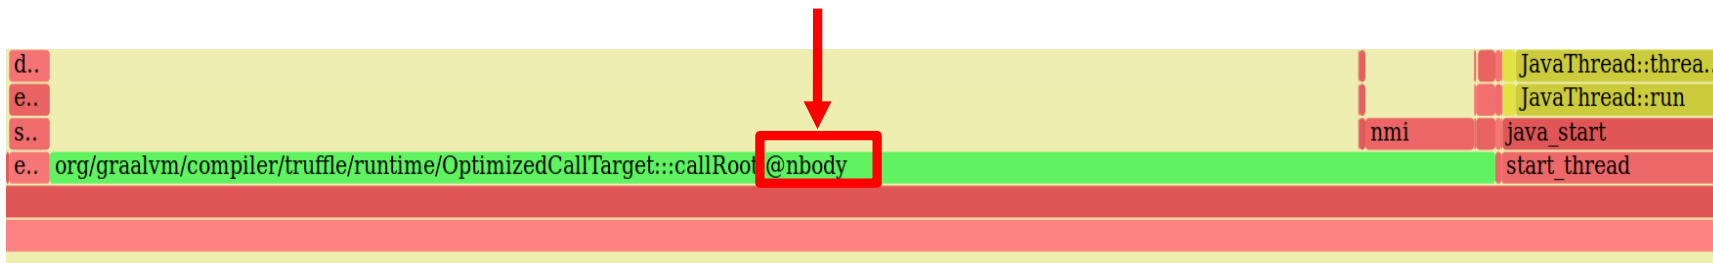 d.. JavaThread::threa..
e.. JavaThread::run
s.. nmi java_start
e.. org/graalvm/compiler/truffle/runtime/OptimizedCallTarget:::callRoot @nbody start_thread